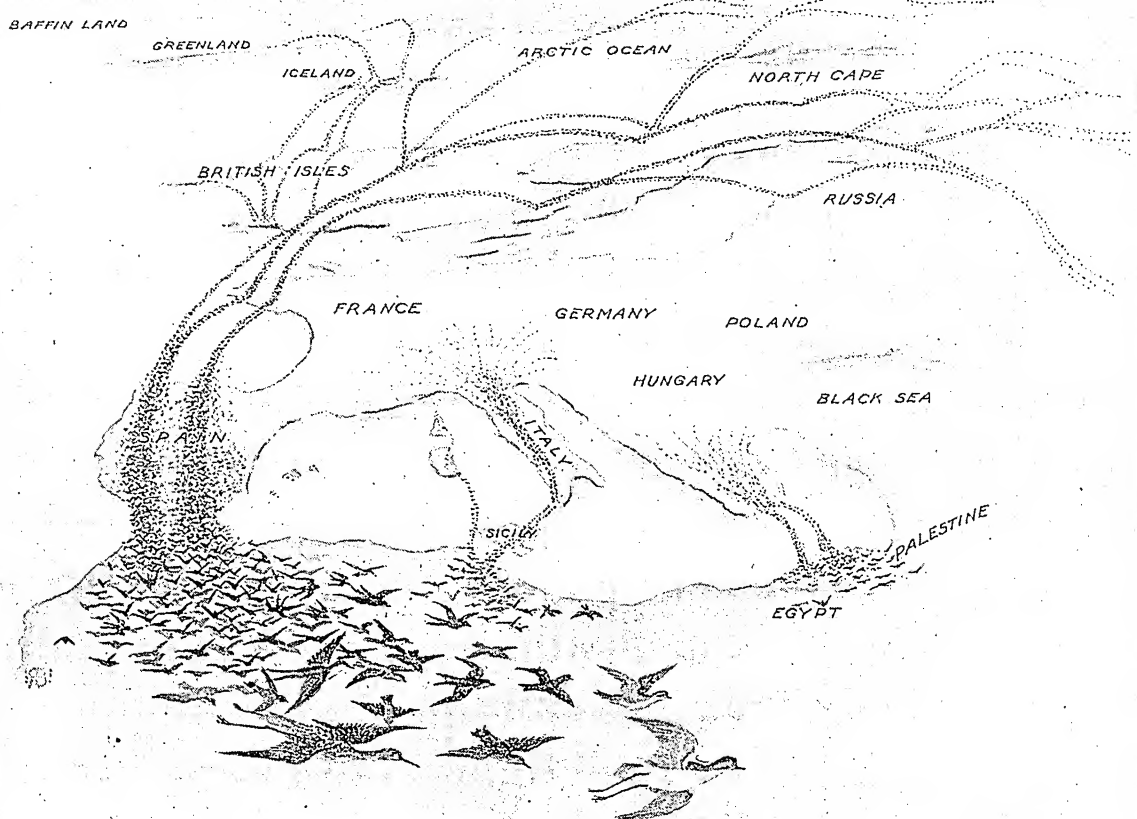 BAFFIN LAND
GREENLAND
ICELAND
ARCTIC OCEAN
NORTH CAPE
BRITISH ISLES
RUSSIA
FRANCE
GERMANY
POLAND
HUNGARY
BLACK SEA
SPAIN
ITALY
SICILY
PALESTINE
EGYPT